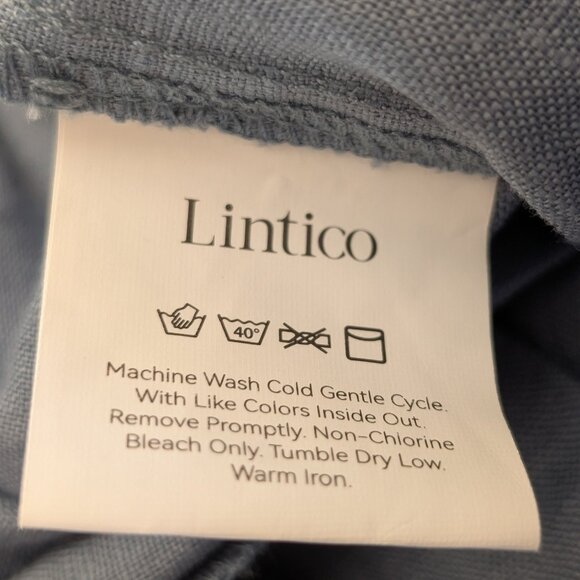 Lintico
40°
Machine Wash Cold Gentle Cycle.
With Like Colors Inside Out.
Remove Promptly. Non-Chlorine
Bleach Only. Tumble Dry Low.
Warm Iron.